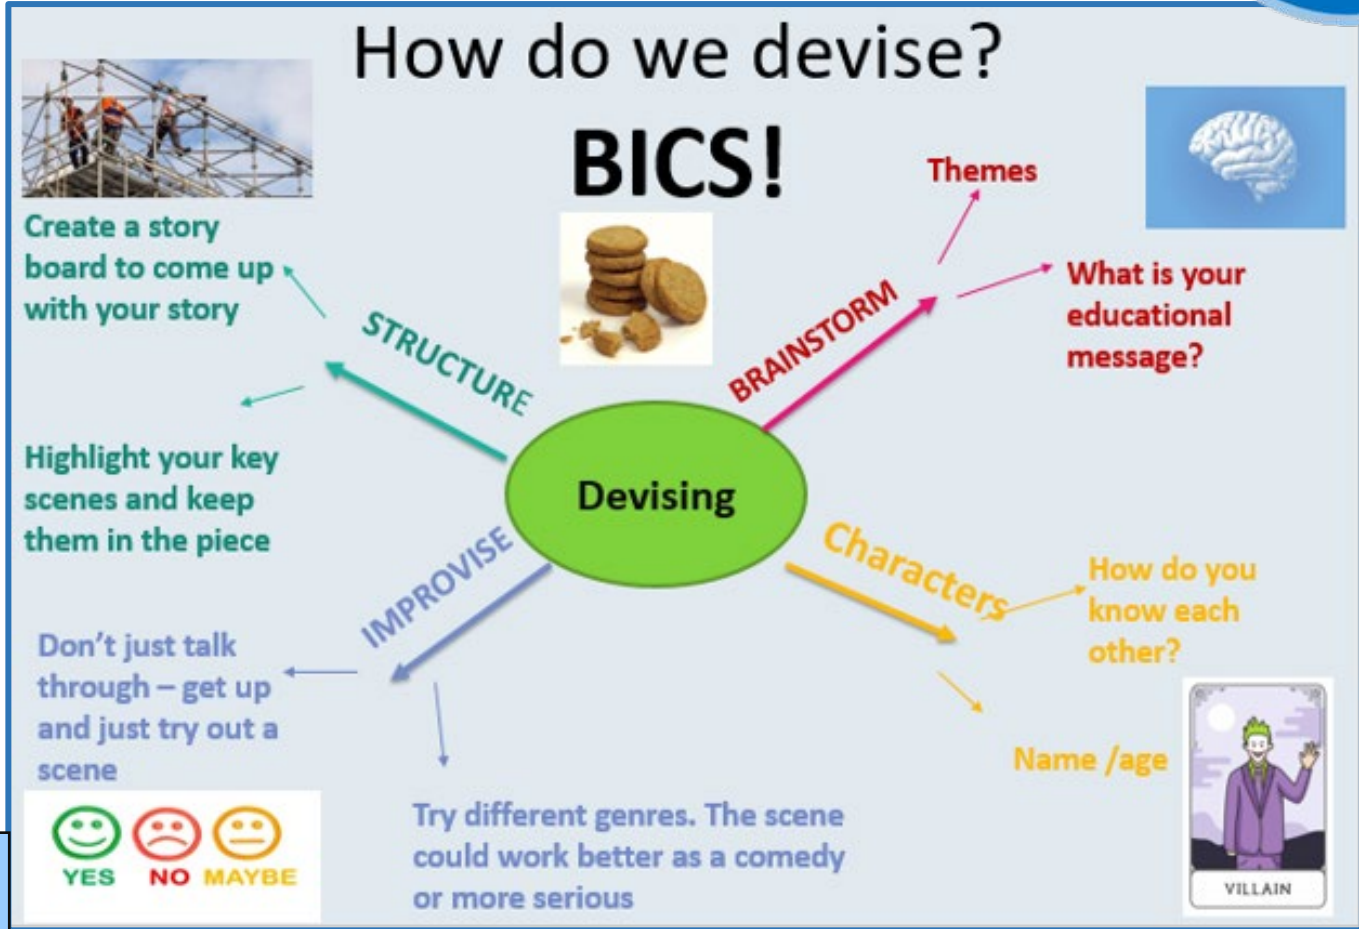 How do we devise?
BICS!
Create a story
board to come up
with your story
STRUCTURE
Highlight your key
scenes and keep
them in the piece
Themes
What is your
educational
message?
BRAINSTORM
Devising
IMPROVISE
Don't just talk
through – get up
and just try out a
scene
YES NO MAYBE
Try different genres. The scene
could work better as a comedy
or more serious
Characters
How do you
know each
other?
Name /age
VILLAIN